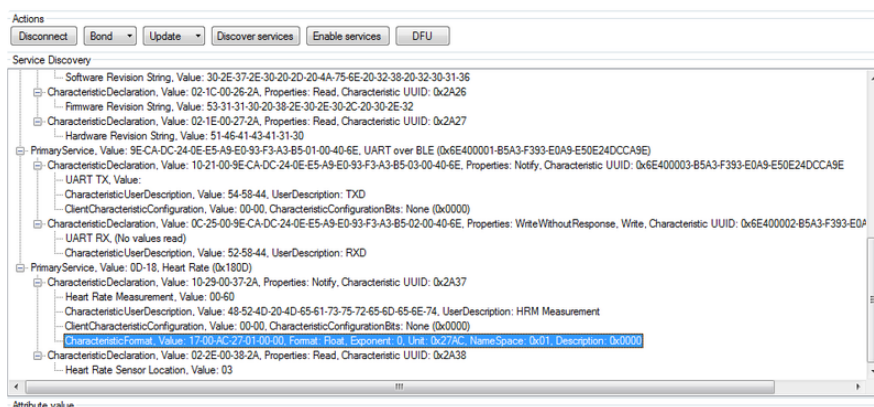 Actions
Disconnect Bond Update Discover services Enable services DFU
Service Discovery
Software Revision String, Value: 30-2E-37-2E-30-20-2D-20-4A-75-6E-20-32-38-20-32-30-31-36
CharacteristicDeclaration, Value: 02-1C-00-26-2A, Properties: Read, Characteristic UUID: 0x2A26
Firmware Revision String, Value: 53-31-31-30-20-38-2E-30-2E-30-2C-20-30-2E-32
CharacteristicDeclaration, Value: 02-1E-00-27-2A, Properties: Read, Characteristic UUID: 0x2A27
Hardware Revision String, Value: 51-46-41-43-41-31-30
PrimaryService, Value: 9E-CA-DC-24-0E-E5-A9-E0-93-F3-A3-B5-01-00-40-6E, UART over BLE (0x6E400001-B5A3-F393-E0A9-E50E24DCCA9E)
CharacteristicDeclaration, Value: 10-21-00-9E-CA-DC-24-0E-E5-A9-E0-93-F3-A3-B5-03-00-40-6E, Properties: Notify, Characteristic UUID: 0x6E400003-B5A3-F393-E0A9-E50E24DCCA9E
UART TX, Value:
CharacteristicUserDescription, Value: 54-58-44, UserDescription: TXD
ClientCharacteristicConfiguration, Value: 00-00, CharacteristicConfigurationBits: None (0x0000)
CharacteristicDeclaration, Value: 0C-25-00-9E-CA-DC-24-0E-E5-A9-E0-93-F3-A3-B5-02-00-40-6E, Properties: WriteWithoutResponse, Write, Characteristic UUID: 0x6E400002-B5A3-F393-E0A
UART RX, (No values read)
CharacteristicUserDescription, Value: 52-58-44, UserDescription: RXD
PrimaryService, Value: 0D-18, Heart Rate (0x180D)
CharacteristicDeclaration, Value: 10-29-00-37-2A, Properties: Notify, Characteristic UUID: 0x2A37
Heart Rate Measurement, Value: 00-60
CharacteristicUserDescription, Value: 48-52-4D-20-4D-65-61-73-75-72-65-6D-65-6E-74, UserDescription: HRM Measurement
ClientCharacteristicConfiguration, Value: 00-00, CharacteristicConfigurationBits: None (0x0000)
CharacteristicFormat, Value: 17-00-AC-27-01-00-00, Format: Float, Exponent: 0, Unit: 0x27AC, NameSpace: 0x01, Description: 0x0000
CharacteristicDeclaration, Value: 02-2E-00-38-2A, Properties: Read, Characteristic UUID: 0x2A38
Heart Rate Sensor Location, Value: 03
Attribute value